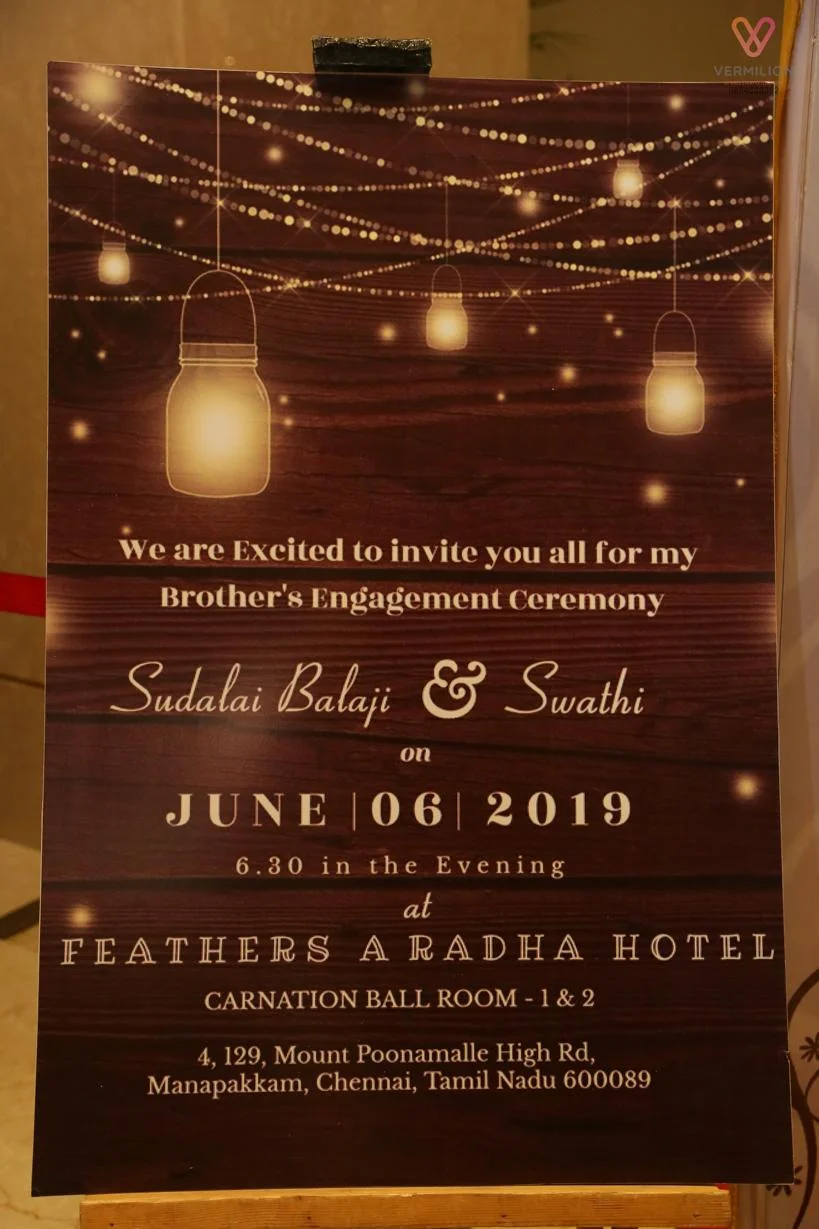 VERMILION
We are Excited to invite you all for my
Brother's Engagement Ceremony
Sudalai Balaji & Swathi
on
JUNE |06| 2019
6.30 in the Evening
at
FEATHERS A RADHA HOTEL
CARNATION BALL ROOM - 1 & 2
4, 129, Mount Poonamalle High Rd,
Manapakkam, Chennai, Tamil Nadu 600089